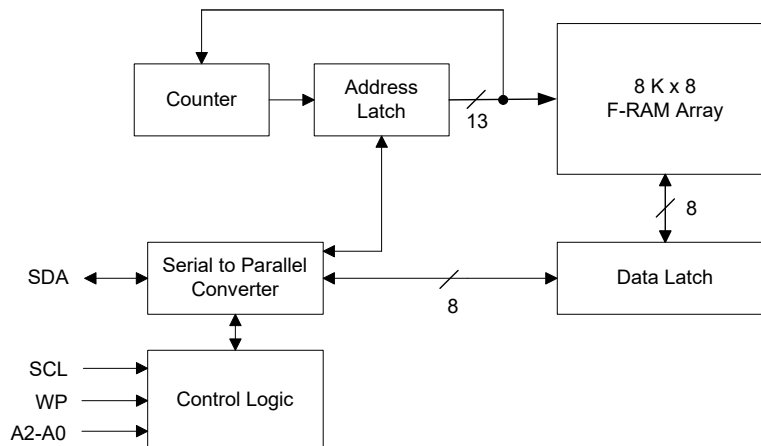 Counter
Address
Latch
13
8 K x 8
F-RAM Array
8
SDA
Serial to Parallel
Converter
8
Data Latch
SCL
WP
A2-A0
Control Logic